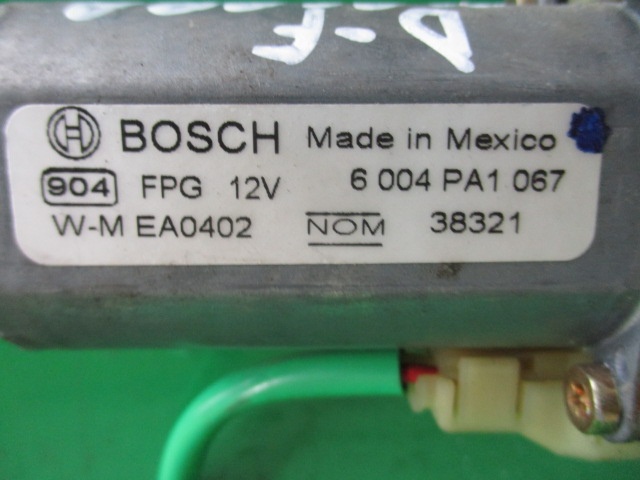 D-F
BOSCH Made in Mexico
904 FPG 12V 6 004 PA1 067
W-M EA0402 NOM 38321